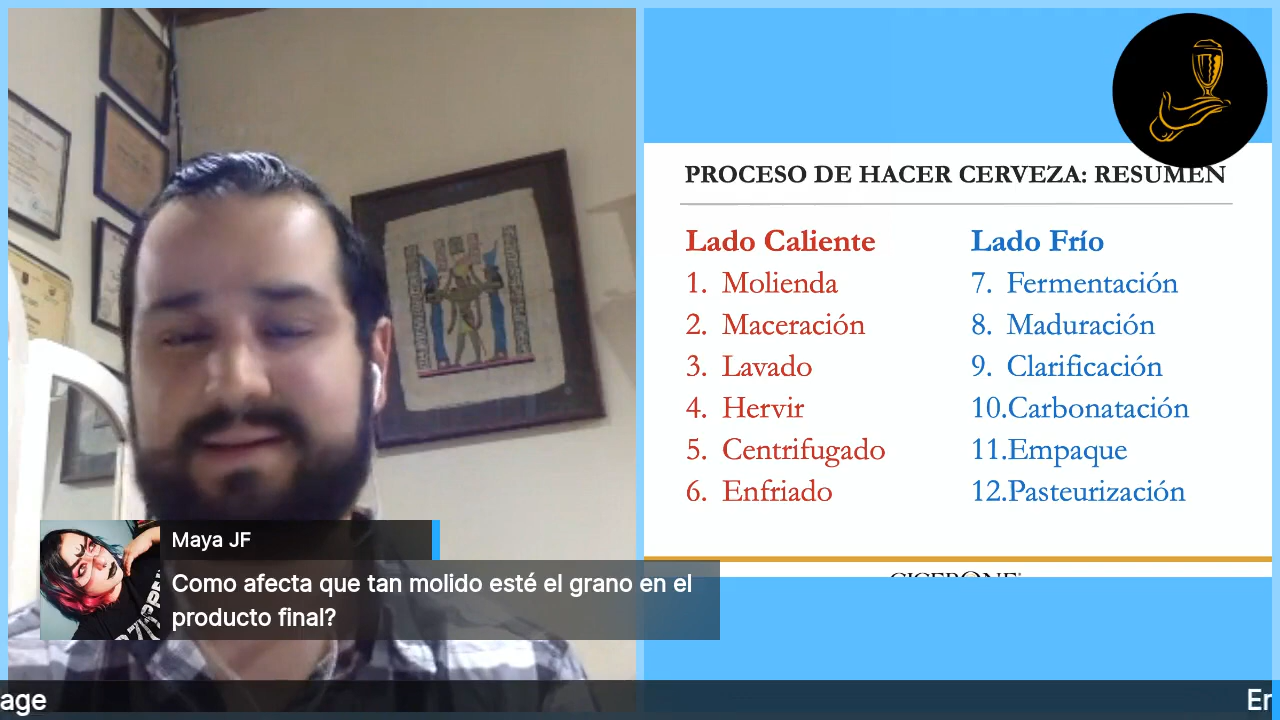 PROCESO DE HACER CERVEZA: RESUMEN
Lado Caliente
1. Molienda
2. Maceración
3. Lavado
4. Hervir
5. Centrifugado
6. Enfriado
Lado Frío
7. Fermentación
8. Maduración
9. Clarificación
10.Carbonatación
11.Empaque
12.Pasteurización
Maya JF
Como afecta que tan molido esté el grano en el
producto final?
age
Er